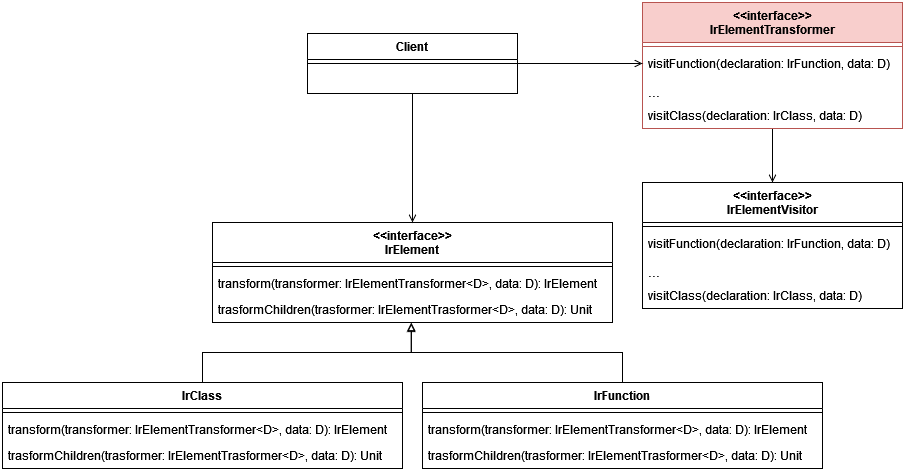 <<interface>>
IrElementTransformer
visitFunction(declaration: IrFunction, data: D)
...
visitClass(declaration: IrClass, data: D)
Client
<<interface>>
IrElementVisitor
visitFunction(declaration: IrFunction, data: D)
...
visitClass(declaration: IrClass, data: D)
<<interface>>
IrElement
transform(transformer: IrElementTransformer<D>, data: D): IrElement
trasformChildren(trasformer: IrElementTrasformer<D>, data: D): Unit
IrClass
transform(transformer: IrElementTransformer<D>, data: D): IrElement
trasformChildren(trasformer: IrElementTrasformer<D>, data: D): Unit
IrFunction
transform(transformer: IrElementTransformer<D>, data: D): IrElement
trasformChildren(trasformer: IrElementTrasformer<D>, data: D): Unit